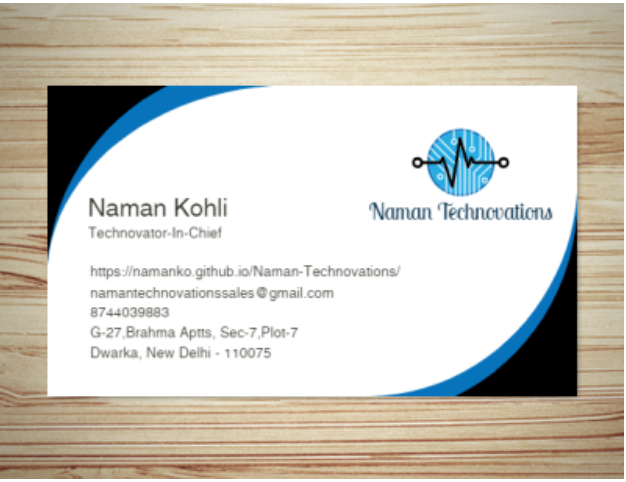 Naman Technovations
Naman Kohli
Technovator-In-Chief
https://namanko.github.io/Naman-Technovations/
namantechnovationssales@gmail.com
8744039883
G-27,Brahma Aptts, Sec-7,Plot-7
Dwarka, New Delhi - 110075